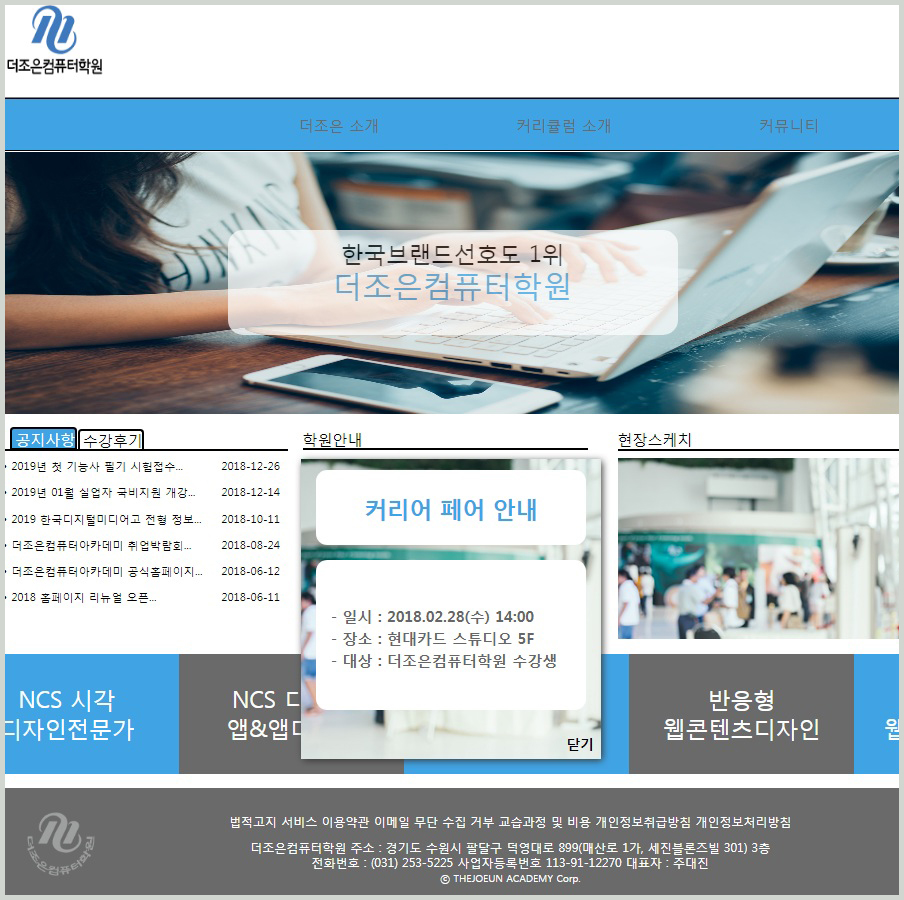 더조은컴퓨터학원
더조은 소개 커리큘럼 소개 커뮤니티
한국브랜드선호도 1위
더조은컴퓨터학원
공지사항 수강후기
2019년 첫 기능사 필기 시험접수... 2018-12-26
2019년 01월 실업자 국비지원 개강... 2018-12-14
2019 한국디지털미디어고 전형 정보... 2018-10-11
더조은컴퓨터아카데미 취업박람회... 2018-08-24
더조은컴퓨터아카데미 공식홈페이지... 2018-06-12
2018 홈페이지 리뉴얼 오픈... 2018-06-11
학원안내
커리어 페어 안내
- 일시 : 2018.02.28(수) 14:00
- 장소 : 현대카드 스튜디오 5F
- 대상 : 더조은컴퓨터학원 수강생
닫기
현장스케치
NCS 시각
디자인전문가
NCS
앱&앱
반응형
웹콘텐츠디자인
더조은컴퓨터학원
법적고지 서비스 이용약관 이메일 무단 수집 거부 교습과정 및 비용 개인정보취급방침 개인정보처리방침
더조은컴퓨터학원 주소 : 경기도 수원시 팔달구 덕영대로 899(매산로 1가, 세진블론즈빌 301) 3층
전화번호 : (031) 253-5225 사업자등록번호 113-91-12270 대표자 : 주대진
© THEJOEUN ACADEMY Corp.